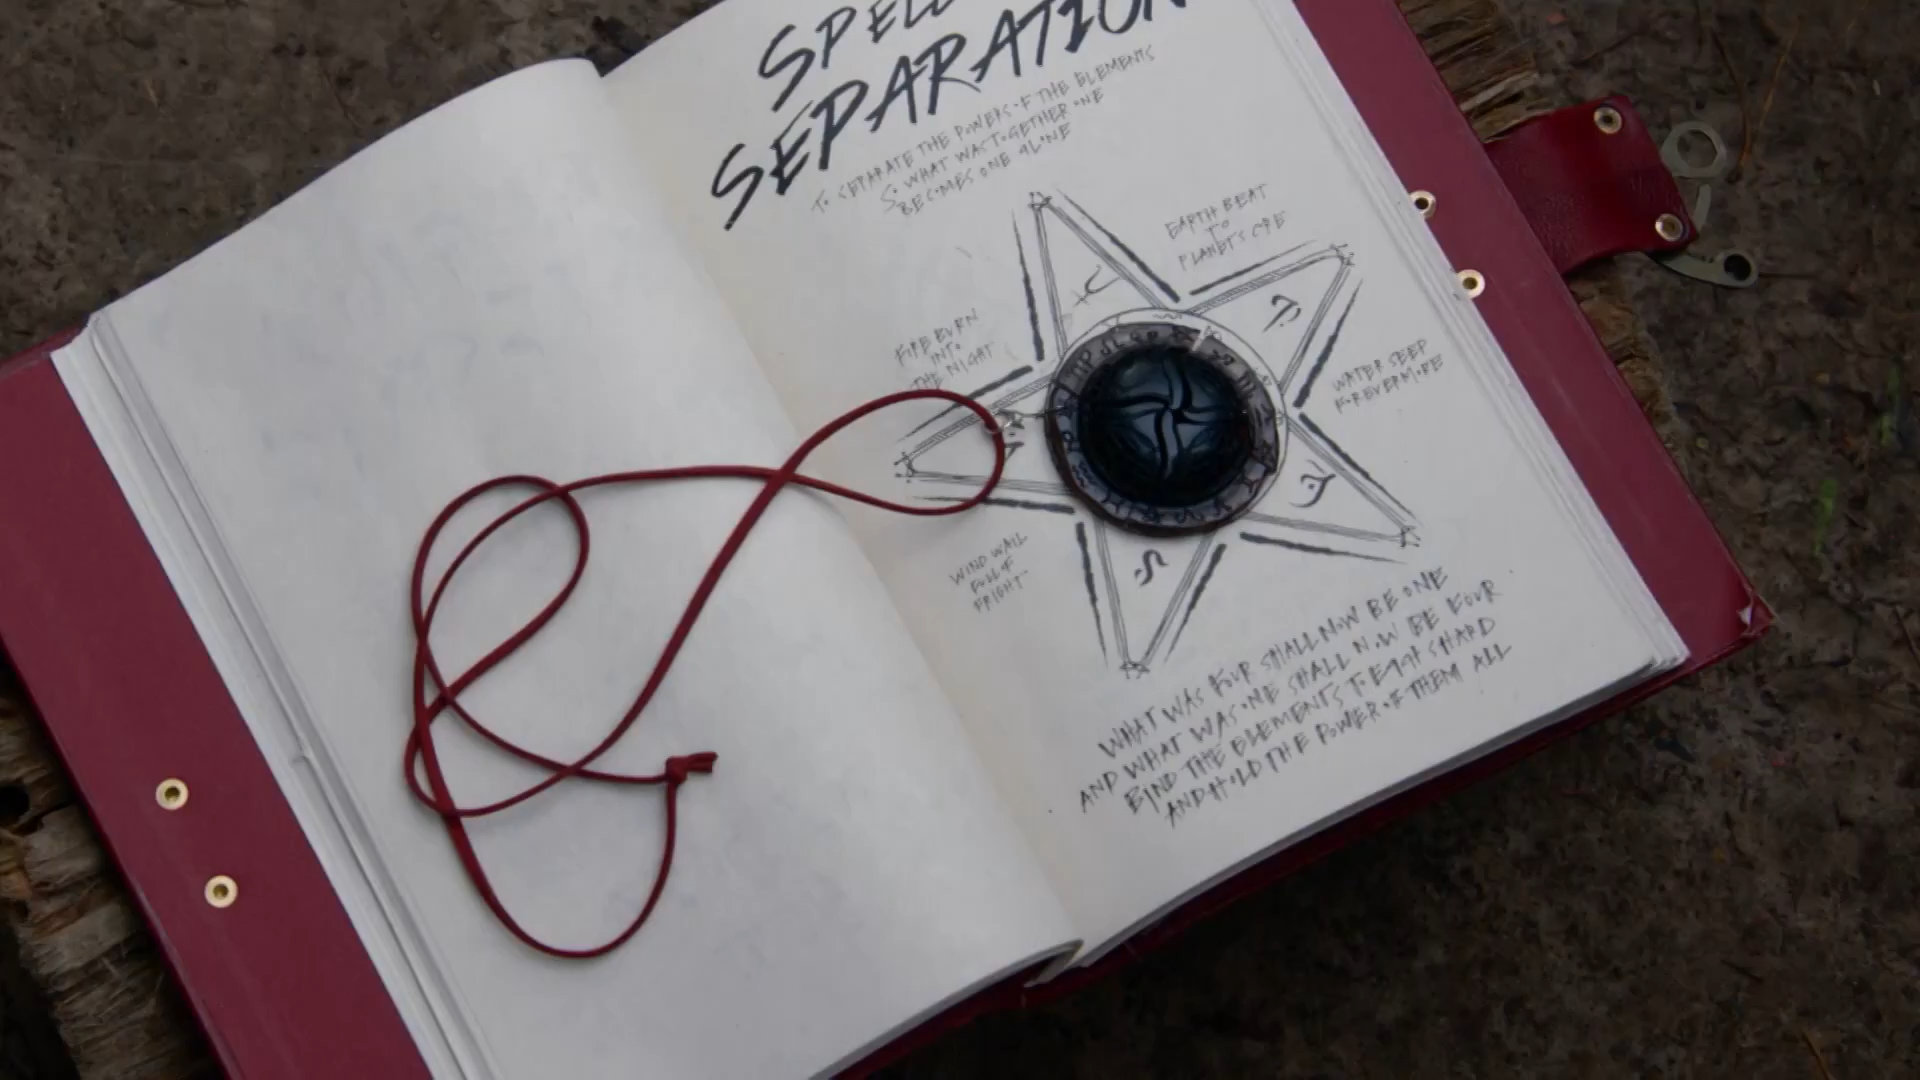 SPELL
SEPARATION
TO SEPARATE THE POWERS OF THE ELEMENTS
SO WHAT WAS TOGETHER ONE
BECOMES ONE ALONE
EARTH BEAT
TO
PLANET'S CORE
FIRE BURN
INTO
THE NIGHT
WATER SEEP
FOREVERMORE
WIND WAIL
FULL OF
FRIGHT
WHAT WAS FOUR SHALL NOW BE ONE
AND WHAT WAS ONE SHALL NOW BE FOUR
BIND THE ELEMENTS TO EACH SHARD
AND HOLD THE POWER OF THEM ALL